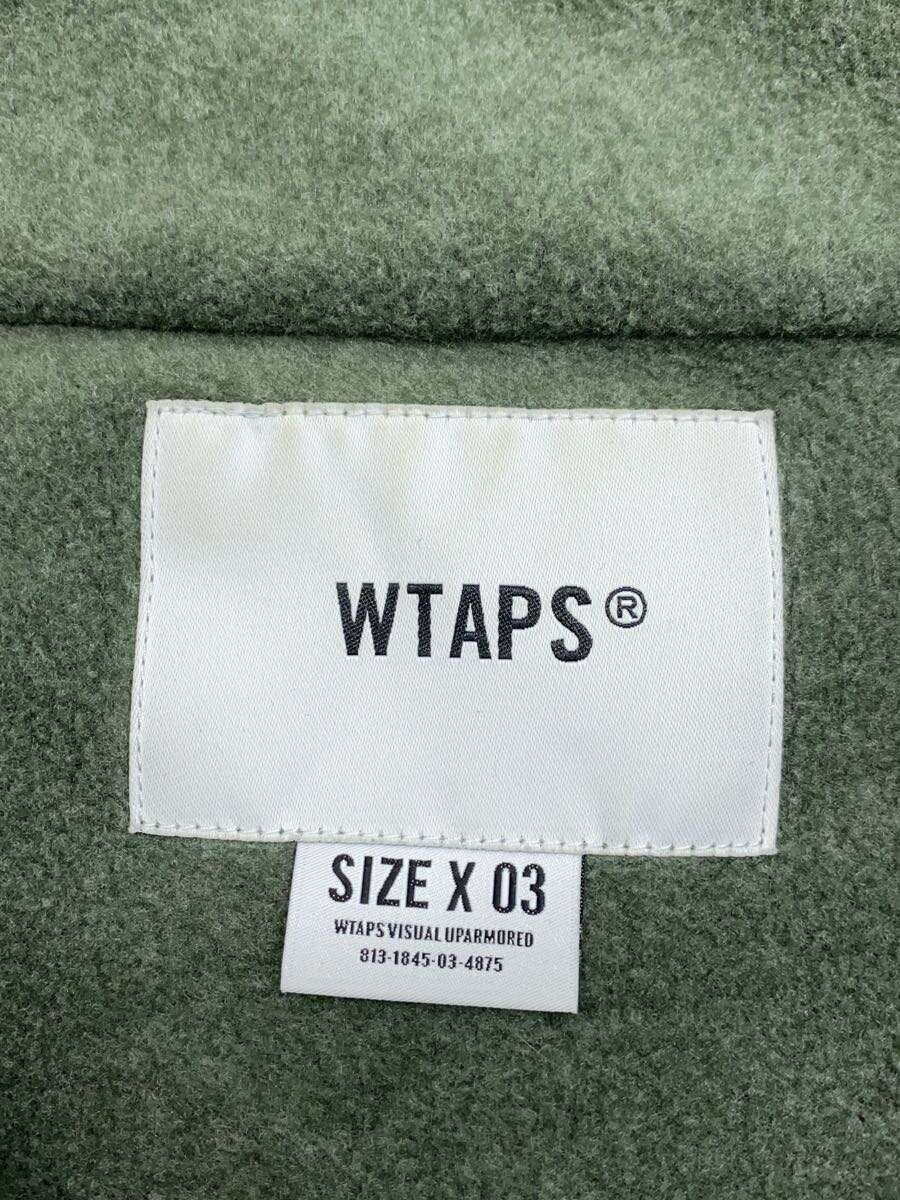 WTAPS®
SIZE X 03
WTAPS VISUAL UPARMORED
813-1845-03-4875